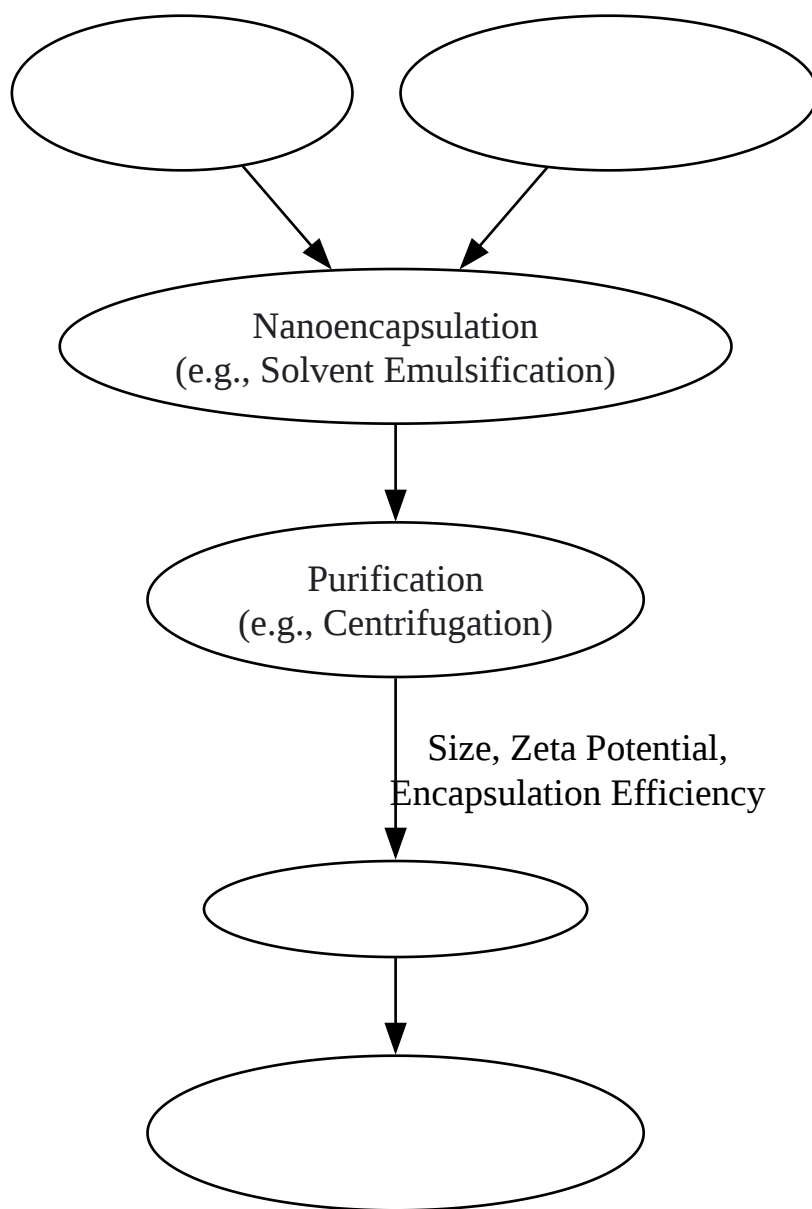 Nanoencapsulation
(e.g., Solvent Emulsification)
Purification
(e.g., Centrifugation)
Size, Zeta Potential,
Encapsulation Efficiency